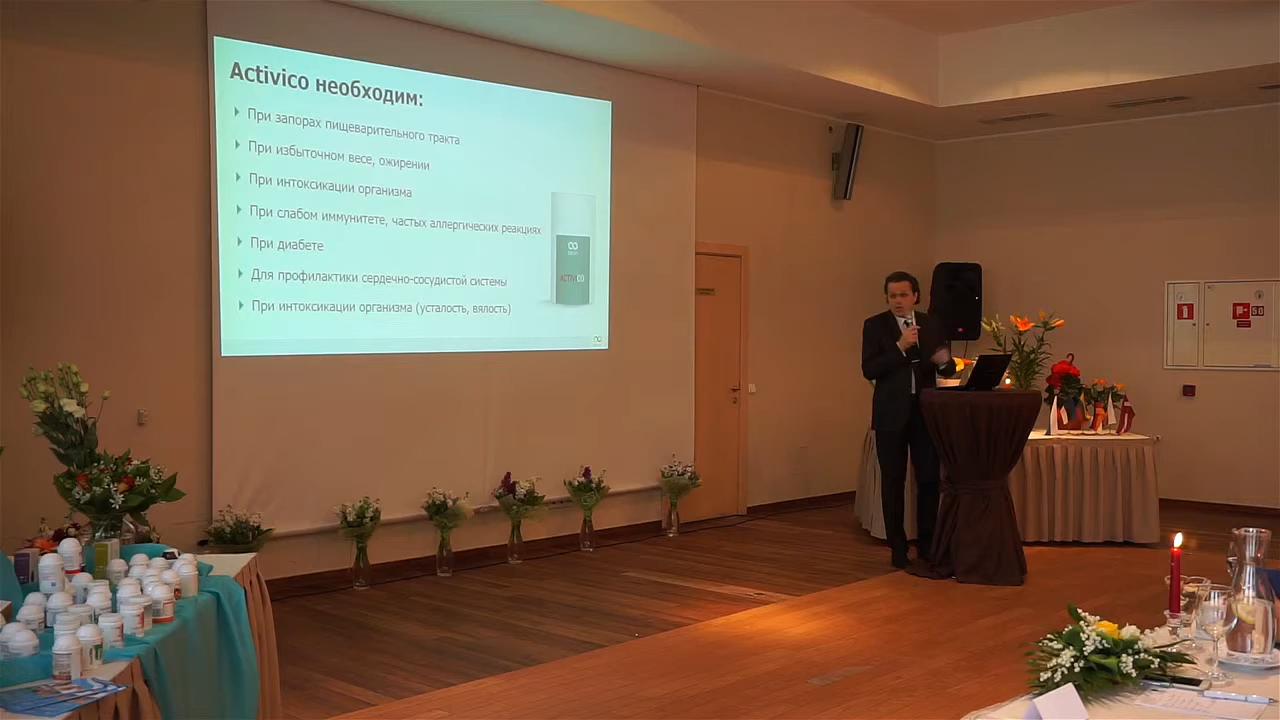 Activico необходим:
При запорах пищеварительного тракта
При избыточном весе, ожирении
При интоксикации организма
При слабом иммунитете, частых аллергических реакциях
При диабете
Для профилактики сердечно-сосудистой системы
При интоксикации организма (усталость, вялость)
ACTIVICO